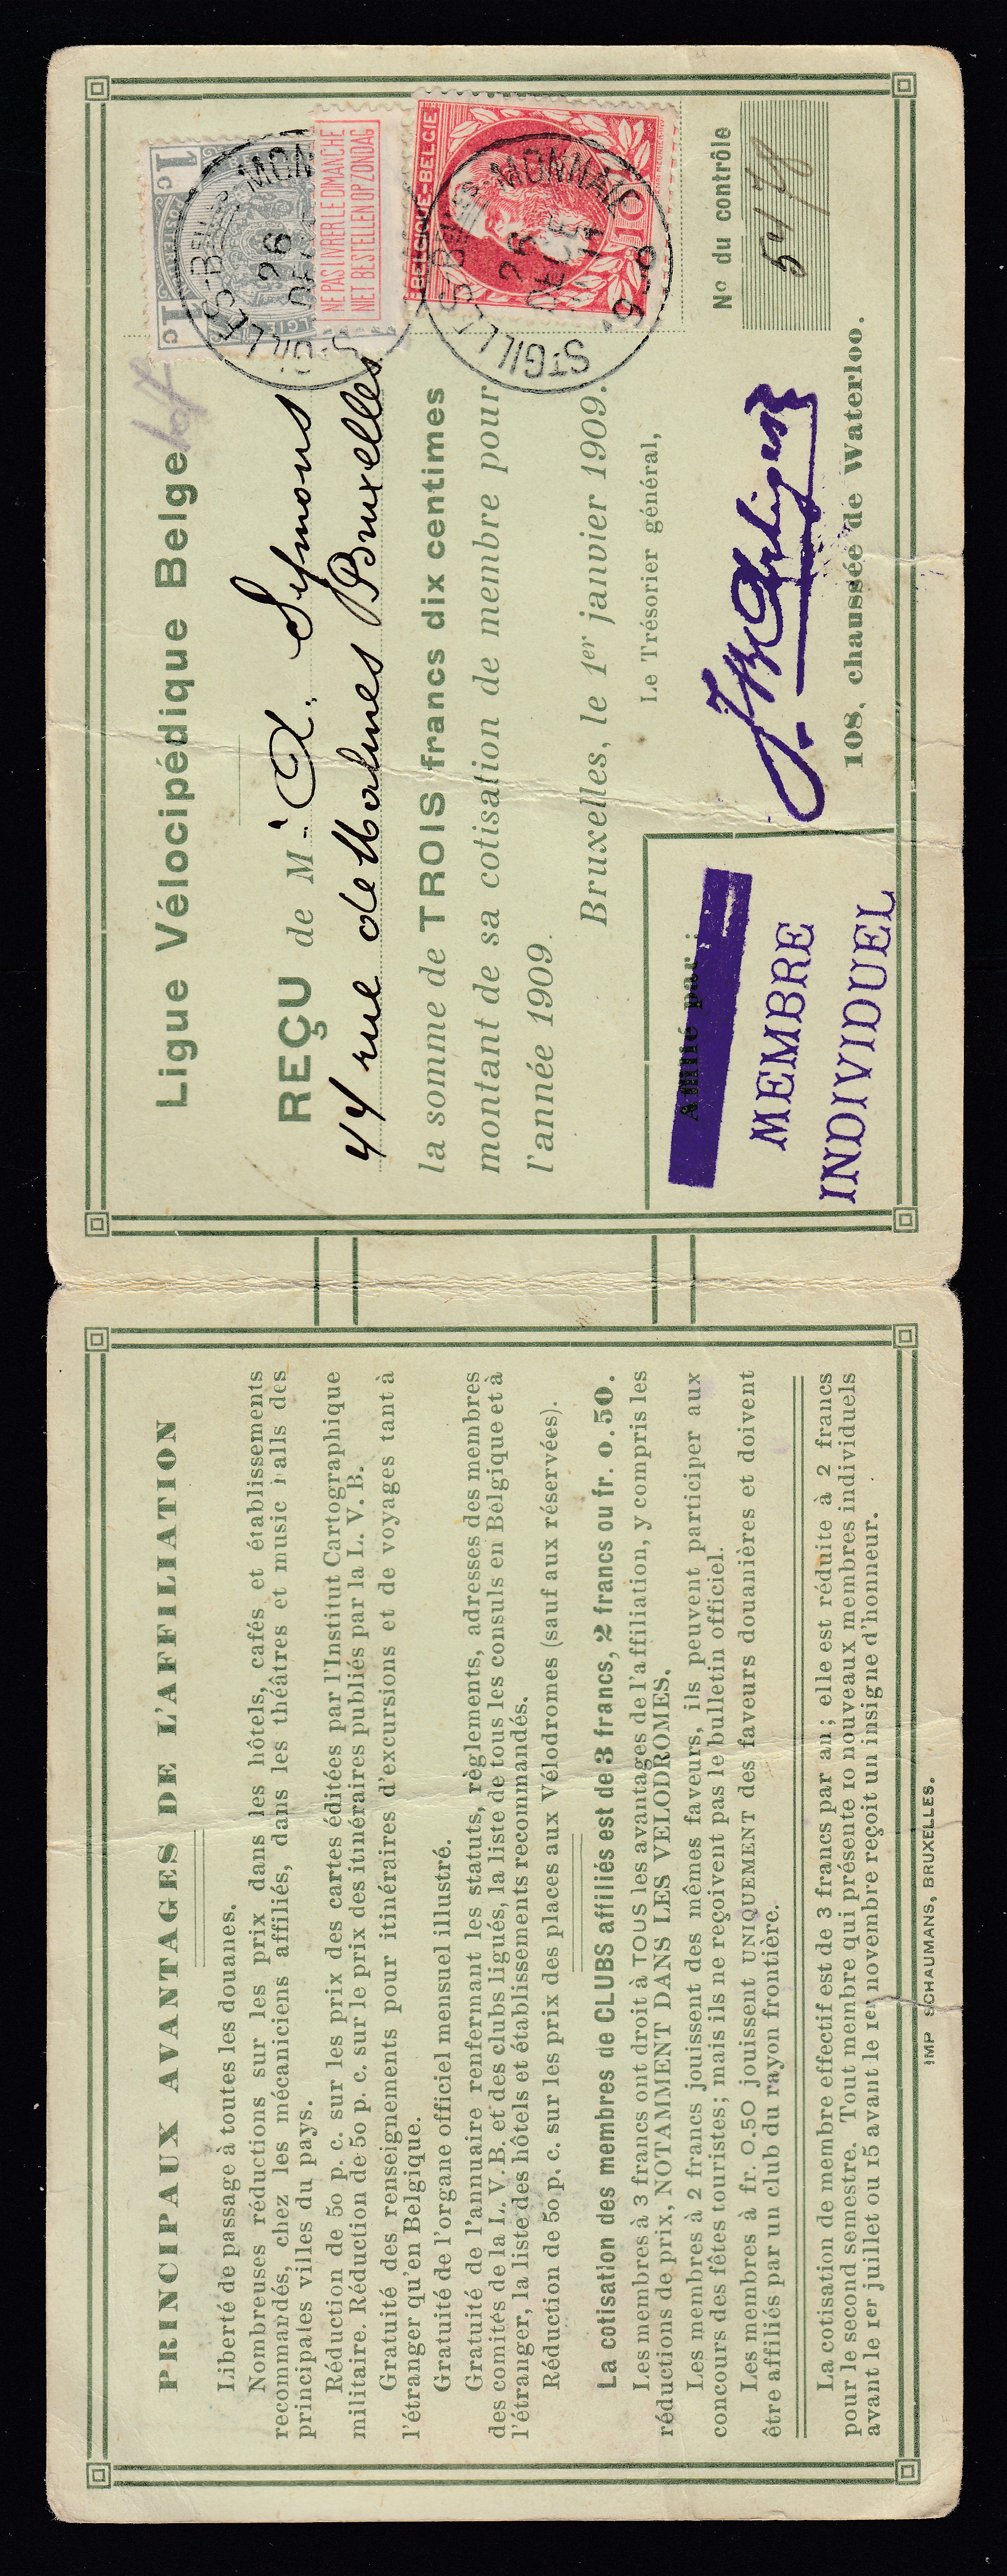 Ligue Vélocipédique Belge
REÇU de M A. Symons
44 rue de Malines Bruxelles
la somme de TROIS francs dix centimes
montant de sa cotisation de membre pour
l'année 1909.
Bruxelles, le 1er janvier 1909.
Le Trésorier général,
108, chaussée de Waterloo.
Affilié par :
MEMBRE
INDIVIDUEL
No du contrôle
1c 1c
NE PAS LIVRER LE DIMANCHE
NIET BESTELLEN OP ZONDAG
BELGIQUE-BELGIE
10
ST GILLES-BRUXELLES-MONNAIE
26
DECE
9-10
PRINCIPAUX AVANTAGES DE L'AFFILIATION
Liberté de passage à toutes les douanes.
Nombreuses réductions sur les prix dans les hôtels, cafés et établissements
recommandés, chez les mécaniciens affiliés, dans les théâtres et music halls des
principales villes du pays.
Réduction de 50 p. c. sur les prix des cartes éditées par l'Institut Cartographique
militaire. Réduction de 50 p. c. sur le prix des itinéraires publiés par la L. V. B.
Gratuité des renseignements pour itinéraires d'excursions et de voyages tant à
l'étranger qu'en Belgique.
Gratuité de l'organe officiel mensuel illustré.
Gratuité de l'annuaire renfermant les statuts, règlements, adresses des membres
des comités de la L. V. B. et des clubs ligués, la liste de tous les consuls en Belgique et à
l'étranger, la liste des hôtels et établissements recommandés.
Réduction de 50 p. c. sur les prix des places aux Vélodromes (sauf aux réservées).
La cotisation des membres de CLUBS affiliés est de 3 francs, 2 francs ou fr. 0.50.
Les membres à 3 francs ont droit à TOUS les avantages de l'affiliation, y compris les
réductions de prix, NOTAMMENT DANS LES VELODROMES.
Les membres à 2 francs jouissent des mêmes faveurs, ils peuvent participer aux
concours des fêtes touristes; mais ils ne reçoivent pas le bulletin officiel.
Les membres à fr. 0.50 jouissent UNIQUEMENT des faveurs douanières et doivent
être affiliés par un club du rayon frontière.
La cotisation de membre effectif est de 3 francs par an; elle est réduite à 2 francs
pour le second semestre. Tout membre qui présente 10 nouveaux membres individuels
avant le 1er juillet ou 15 avant le 1er novembre reçoit un insigne d'honneur.
IMP SCHAUMANS, BRUXELLES.